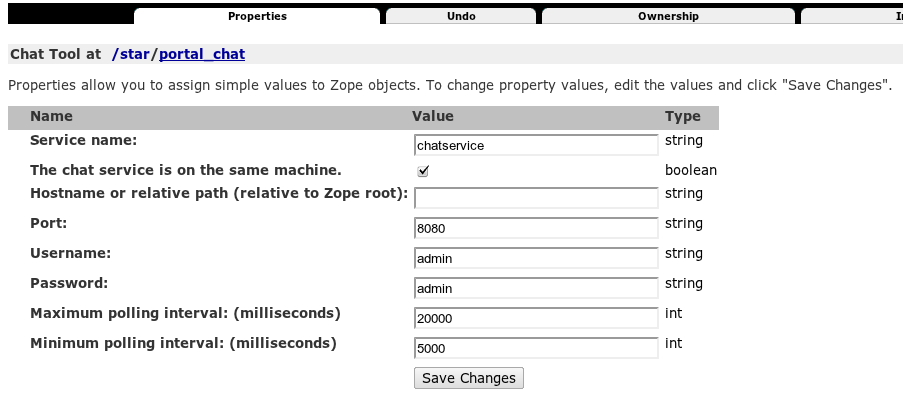 Properties Undo Ownership
Chat Tool at /star/portal_chat
Properties allow you to assign simple values to Zope objects. To change property values, edit the values and click "Save Changes".
Name Value Type
Service name: chatservice string
The chat service is on the same machine. boolean
Hostname or relative path (relative to Zope root): string
Port: 8080 string
Username: admin string
Password: admin string
Maximum polling interval: (milliseconds) 20000 int
Minimum polling interval: (milliseconds) 5000 int
Save Changes